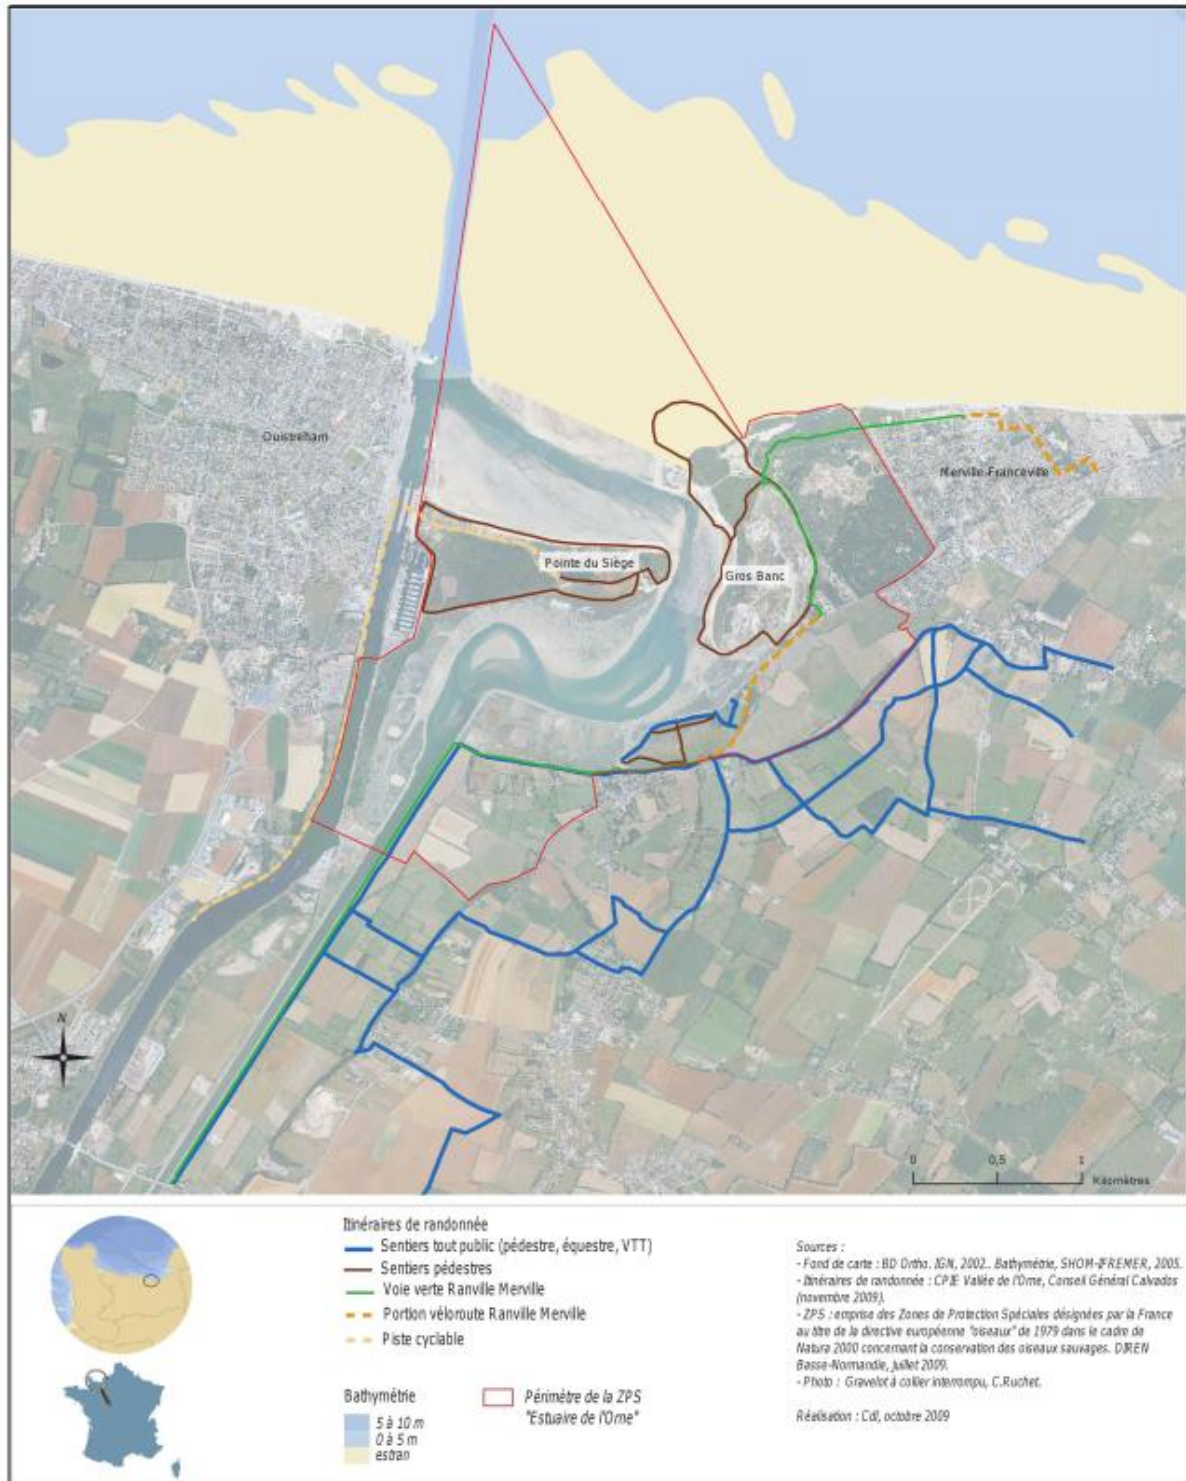 Ouistreham
Merville-Franceville
Pointe du Siège
Gros Banc
N
0 0,5 1
Kilomètres
Itinéraires de randonnée
Sentiers tout public (pédestre, équestre, VTT)
Sentiers pédestres
Voie verte Ranville Merville
Portion véloroute Ranville Merville
Piste cyclable
Bathymétrie
5 à 10 m
0 à 5 m
estran
Périmètre de la ZPS
"Estuaire de l'Orne"
Sources :
- Fond de carte : BD Ortho. IGN, 2002.. Bathymétrie, SHOM-IFREMER, 2005.
- Itinéraires de randonnée : CPIE Vallée de l'Orne, Conseil Général Calvados
(novembre 2009).
- ZPS : emprise des Zones de Protection Spéciales désignées par la France
au titre de la directive européenne "oiseaux" de 1979 dans le cadre de
Natura 2000 concernant la conservation des oiseaux sauvages. DIREN
Basse-Normandie, juillet 2009.
- Photo : Gravelot à collier interrompu, C.Ruchet.
Réalisation : Cdl, octobre 2009